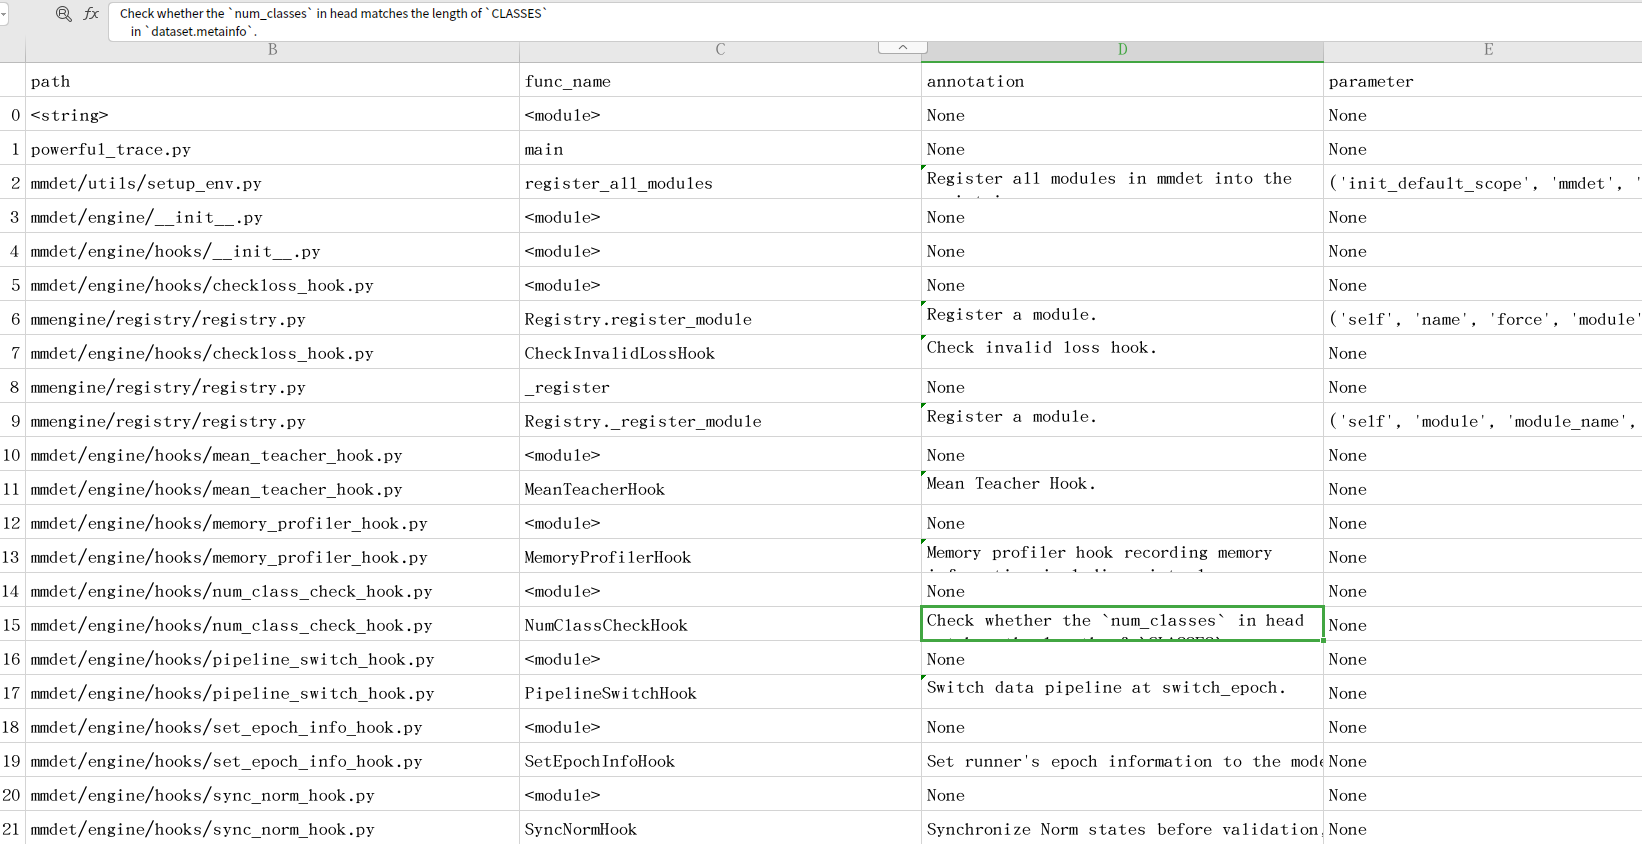 fx Check whether the `num_classes` in head matches the length of `CLASSES`
in `dataset.metainfo`.
B C D E
path func_name annotation parameter
0 <string> <module> None None
1 powerful_trace.py main None None
2 mmdet/utils/setup_env.py register_all_modules Register all modules in mmdet into the ('init_default_scope', 'mmdet', '
3 mmdet/engine/__init__.py <module> None None
4 mmdet/engine/hooks/__init__.py <module> None None
5 mmdet/engine/hooks/checkloss_hook.py <module> None None
6 mmengine/registry/registry.py Registry.register_module Register a module. ('self', 'name', 'force', 'module'
7 mmdet/engine/hooks/checkloss_hook.py CheckInvalidLossHook Check invalid loss hook. None
8 mmengine/registry/registry.py _register None None
9 mmengine/registry/registry.py Registry._register_module Register a module. ('self', 'module', 'module_name',
10 mmdet/engine/hooks/mean_teacher_hook.py <module> None None
11 mmdet/engine/hooks/mean_teacher_hook.py MeanTeacherHook Mean Teacher Hook. None
12 mmdet/engine/hooks/memory_profiler_hook.py <module> None None
13 mmdet/engine/hooks/memory_profiler_hook.py MemoryProfilerHook Memory profiler hook recording memory None
14 mmdet/engine/hooks/num_class_check_hook.py <module> None None
15 mmdet/engine/hooks/num_class_check_hook.py NumClassCheckHook Check whether the `num_classes` in head None
16 mmdet/engine/hooks/pipeline_switch_hook.py <module> None None
17 mmdet/engine/hooks/pipeline_switch_hook.py PipelineSwitchHook Switch data pipeline at switch_epoch. None
18 mmdet/engine/hooks/set_epoch_info_hook.py <module> None None
19 mmdet/engine/hooks/set_epoch_info_hook.py SetEpochInfoHook Set runner's epoch information to the mode None
20 mmdet/engine/hooks/sync_norm_hook.py <module> None None
21 mmdet/engine/hooks/sync_norm_hook.py SyncNormHook Synchronize Norm states before validation, None